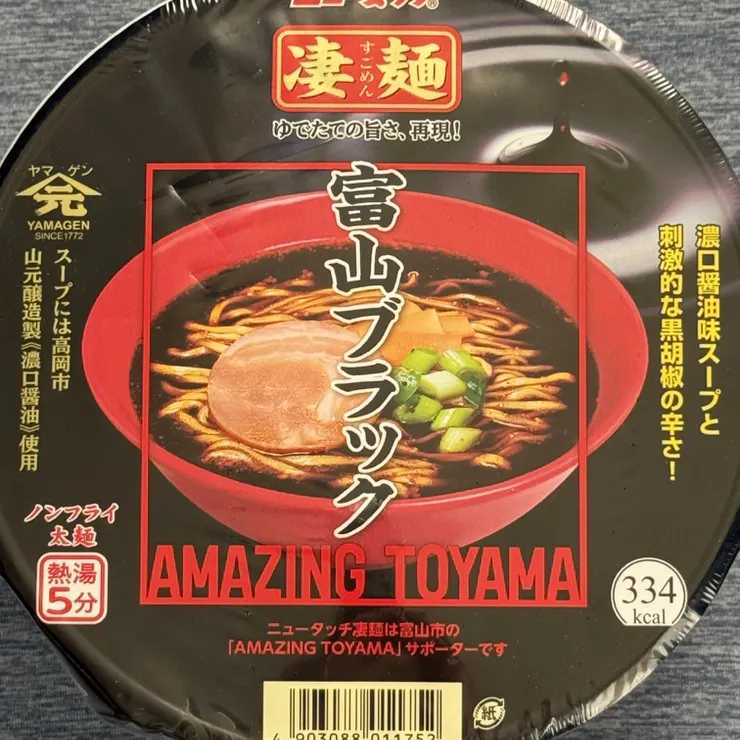 凄麺
すごめん
ゆでたての旨さ、再現!
ヤマゲン
元
YAMAGEN
SINCE1772
スープには高岡市
山元醸造製《濃口醤油》使用
富山ブラック
濃口醤油味スープと
刺激的な黒胡椒の辛さ!
ノンフライ
太麺
熱湯
5分
AMAZING TOYAMA
334
kcal
ニュータッチ凄麺は富山市の
「AMAZING TOYAMA」サポーターです
4 903088 011752
紙